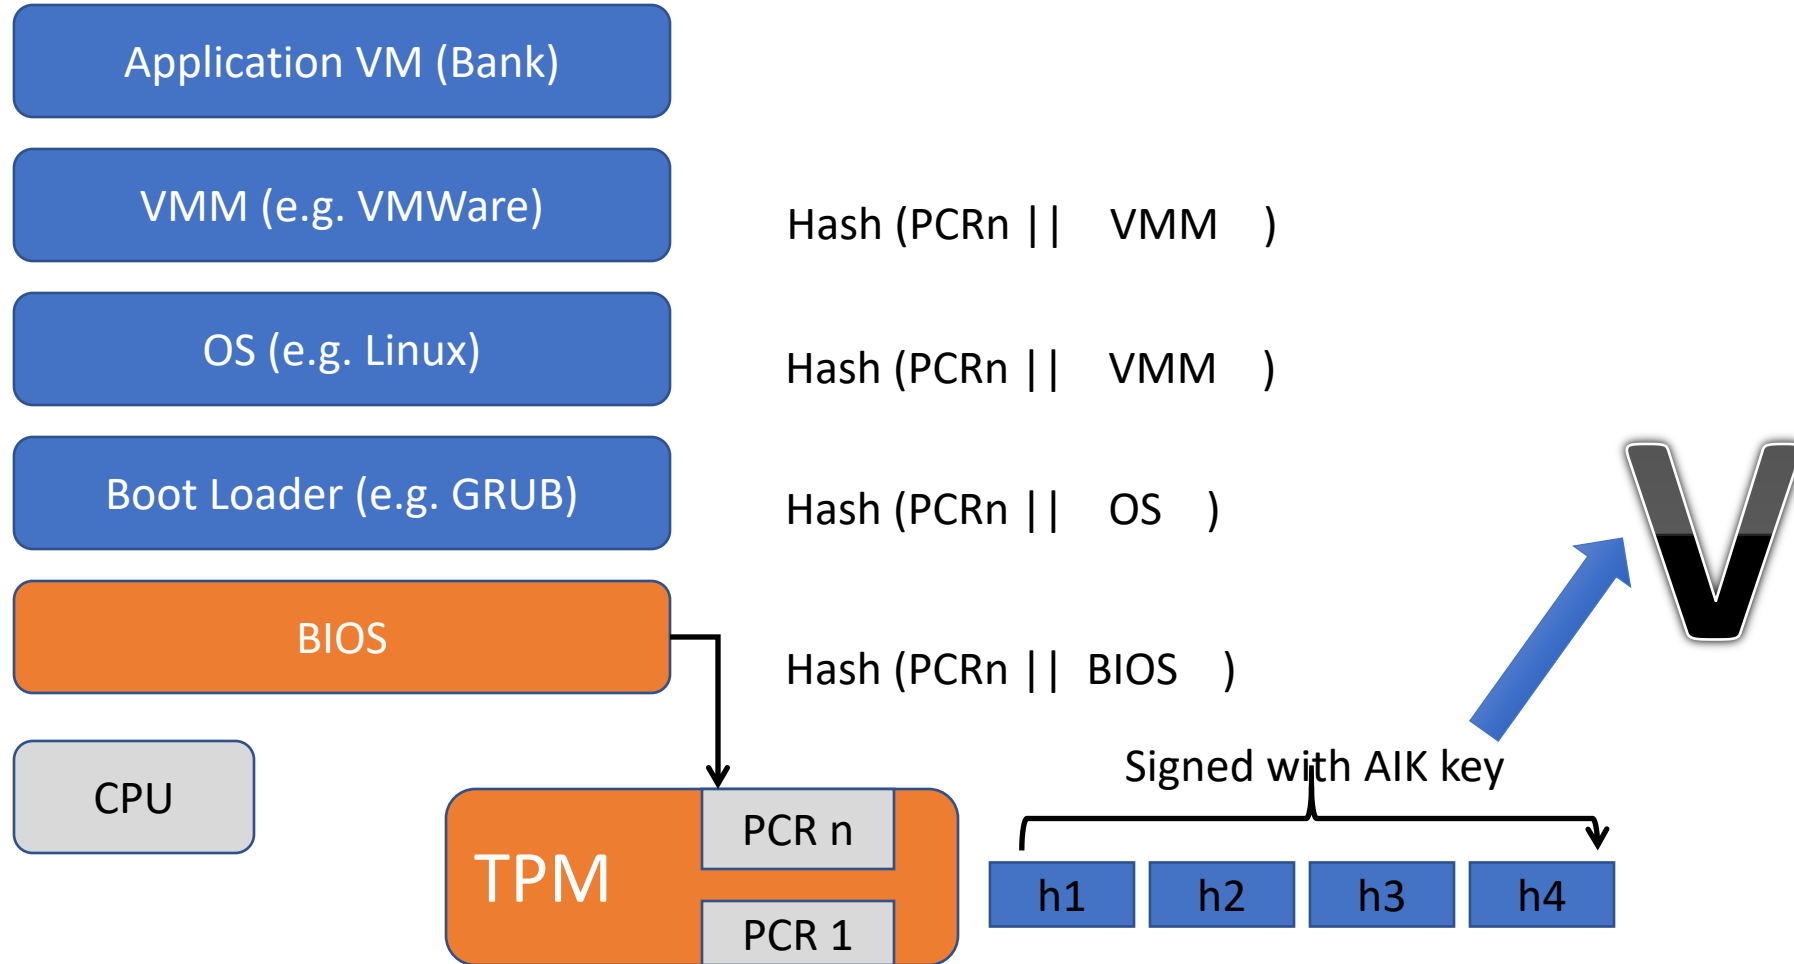 Application VM (Bank)
VMM (e.g. VMWare)
Hash (PCRn || VMM )
OS (e.g. Linux)
Hash (PCRn || VMM )
Boot Loader (e.g. GRUB)
Hash (PCRn || OS )
V
BIOS
Hash (PCRn || BIOS )
CPU
Signed with AIK key
TPM
PCR n
PCR 1
h1
h2
h3
h4